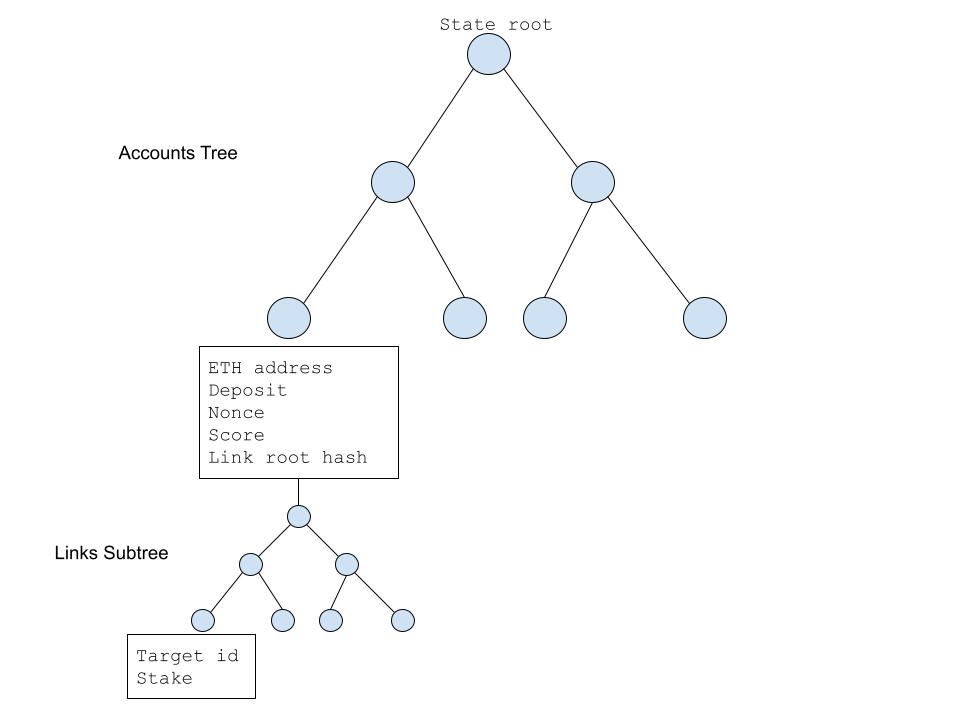 State root
Accounts Tree
ETH address
Deposit
Nonce
Score
Link root hash
Links Subtree
Target id
Stake